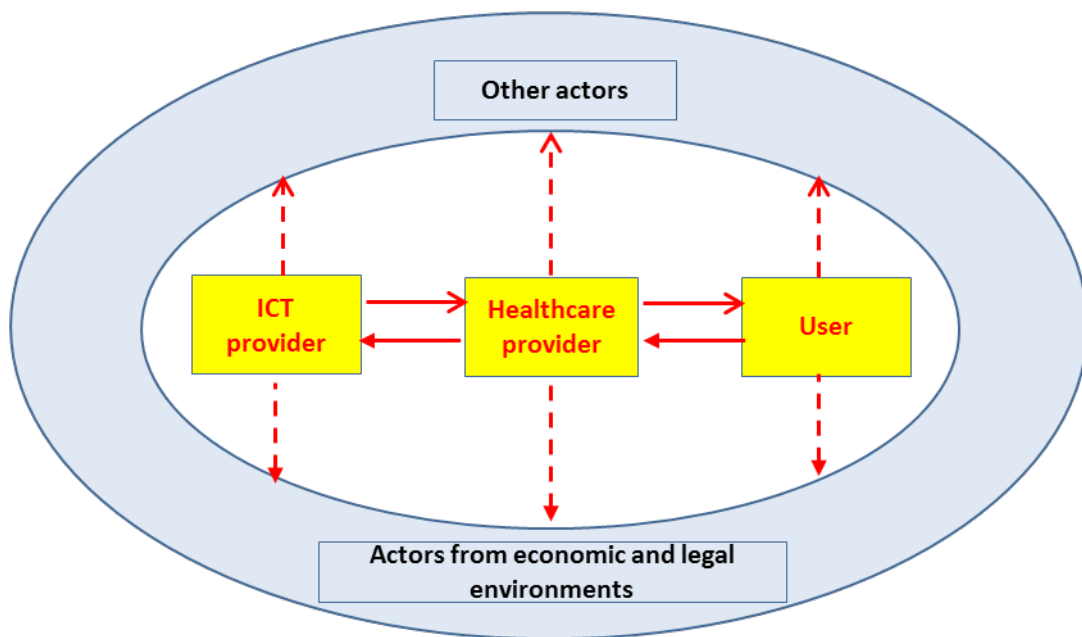 Other actors
ICT
provider
Healthcare
provider
User
Actors from economic and legal
environments